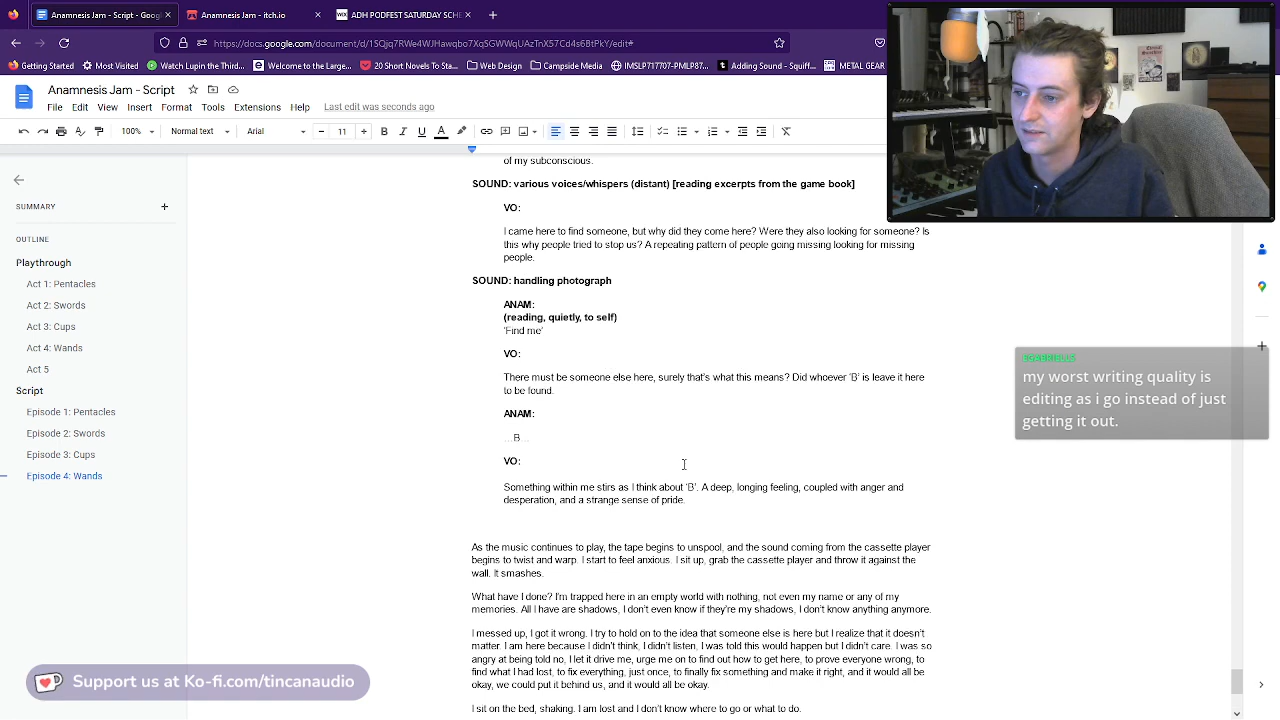 Anamnesis Jam - Script - Goog
Anamnesis Jam - itch.io
ADH PODFEST SATURDAY SCHE
https://docs.google.com/document/d/1SQjq7RWe4WJHawqbo7XqSGWWqUAzTnX57Cd4s6BtPkY/edit#
Getting Started
Most Visited
Watch Lupin the Third...
Welcome to the Large...
20 Short Novels To Sta...
Web Design
Campside Media
IMSLP717707-PMLP87...
Adding Sound - Squiff...
METAL GEAR
Anamnesis Jam - Script
File Edit View Insert Format Tools Extensions Help Last edit was seconds ago
100% Normal text Arial 11
SUMMARY
OUTLINE
Playthrough
Act 1: Pentacles
Act 2: Swords
Act 3: Cups
Act 4: Wands
Act 5
Script
Episode 1: Pentacles
Episode 2: Swords
Episode 3: Cups
Episode 4: Wands
of my subconscious.
SOUND: various voices/whispers (distant) [reading excerpts from the game book]
VO:
I came here to find someone, but why did they come here? Were they also looking for someone? Is
this why people tried to stop us? A repeating pattern of people going missing looking for missing
people.
SOUND: handling photograph
ANAM:
(reading, quietly, to self)
'Find me'
VO:
There must be someone else here, surely that's what this means? Did whoever 'B' is leave it here
to be found.
ANAM:
...B...
VO:
Something within me stirs as I think about 'B'. A deep, longing feeling, coupled with anger and
desperation, and a strange sense of pride.
As the music continues to play, the tape begins to unspool, and the sound coming from the cassette player
begins to twist and warp. I start to feel anxious. I sit up, grab the cassette player and throw it against the
wall. It smashes.
What have I done? I'm trapped here in an empty world with nothing, not even my name or any of my
memories. All I have are shadows, I don't even know if they're my shadows, I don't know anything anymore.
I messed up, I got it wrong. I try to hold on to the idea that someone else is here but I realize that it doesn't
matter. I am here because I didn't think, I didn't listen, I was told this would happen but I didn't care. I was so
angry at being told no, I let it drive me, urge me on to find out how to get here, to prove everyone wrong, to
find what I had lost, to fix everything, just once, to finally fix something and make it right, and it would all be
okay, we could put it behind us, and it would all be okay.
I sit on the bed, shaking. I am lost and I don't know where to go or what to do.
my worst writing quality is
editing as i go instead of just
getting it out.
Support us at Ko-fi.com/tincanaudio